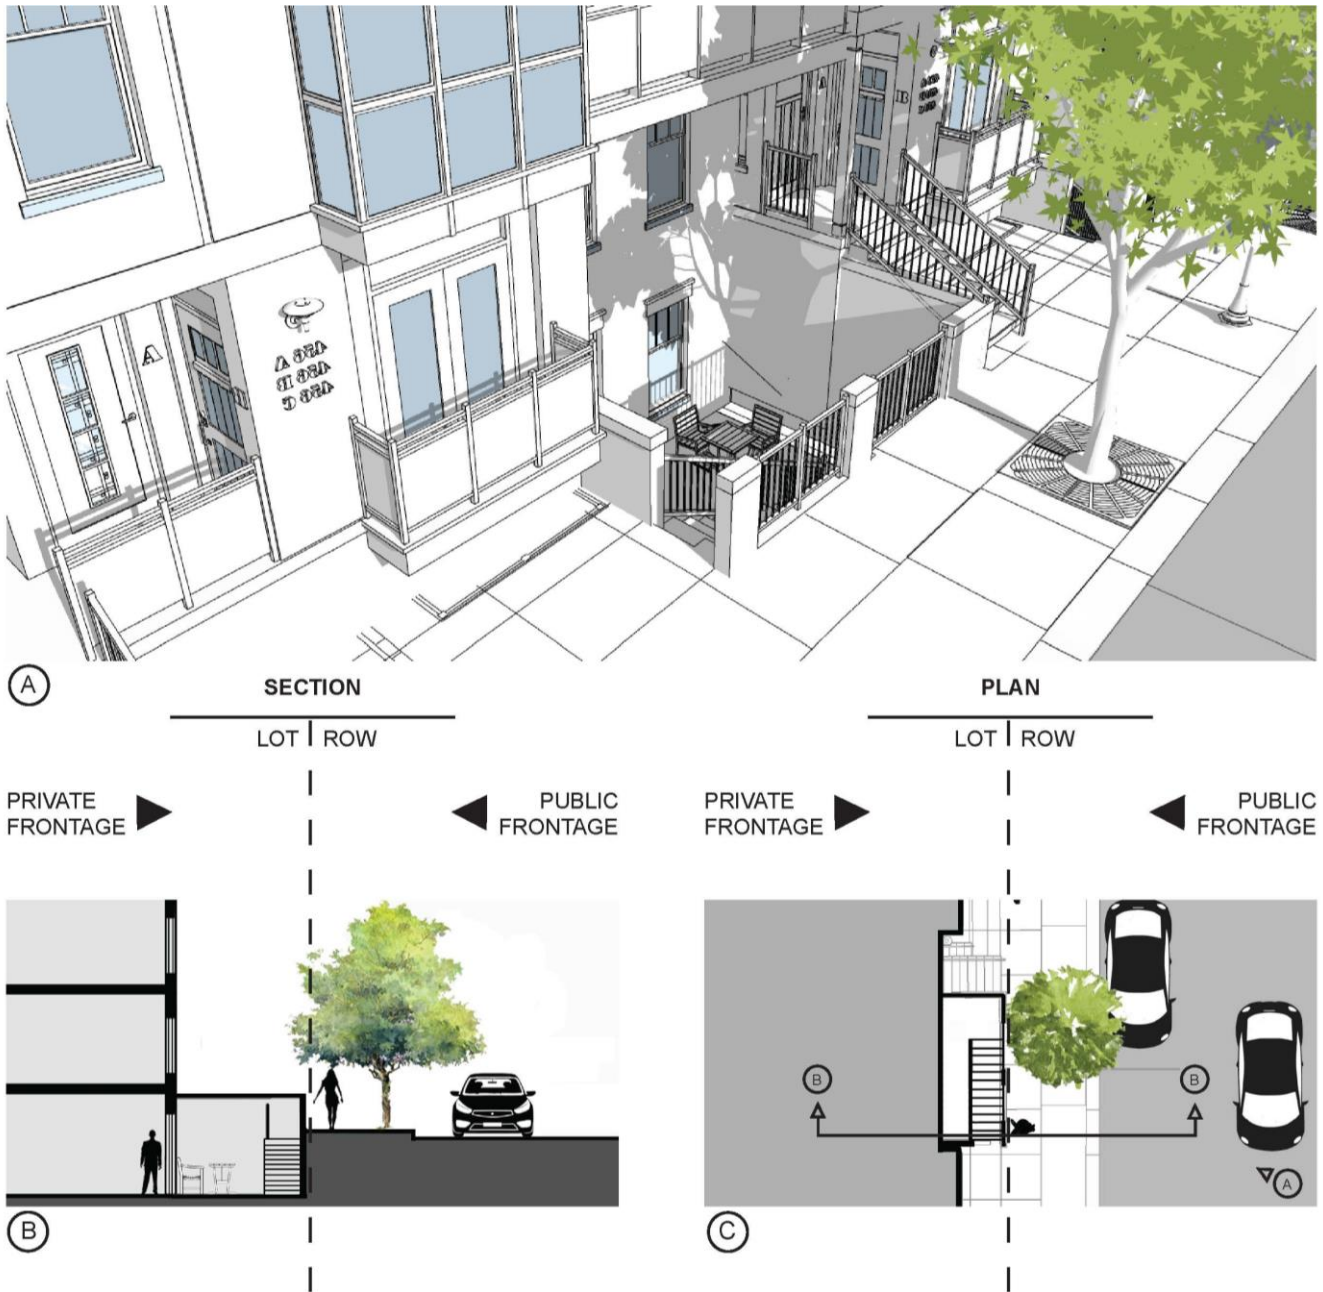 A
B
A
A
SECTION
LOT ROW
PRIVATE
FRONTAGE
PUBLIC
FRONTAGE
B
PLAN
LOT ROW
PRIVATE
FRONTAGE
PUBLIC
FRONTAGE
B
B
A
C